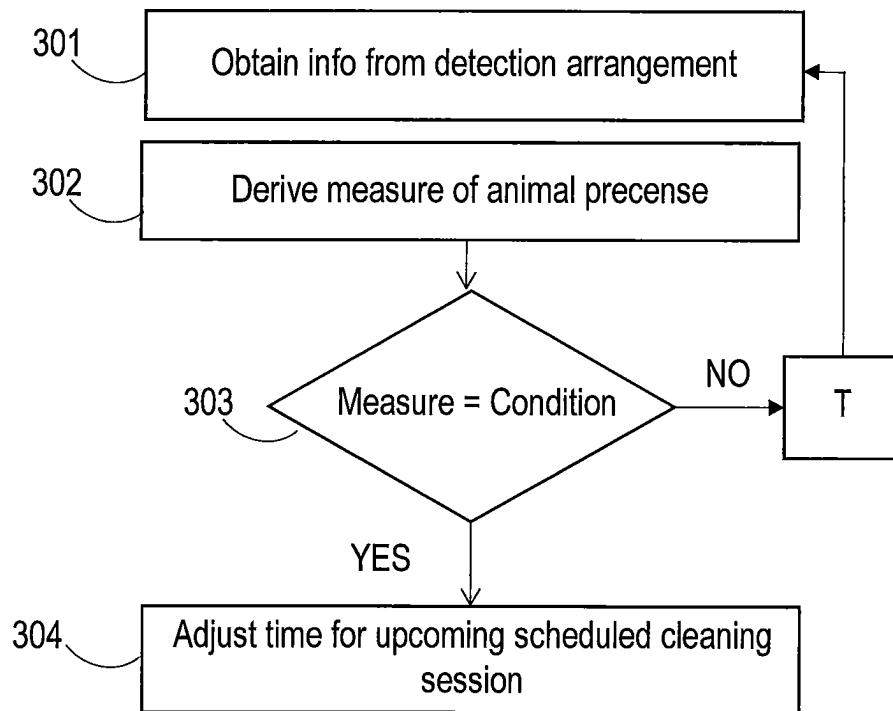 301
Obtain info from detection arrangement
302
Derive measure of animal precense
303
Measure = Condition
NO
T
YES
304
Adjust time for upcoming scheduled cleaning
session